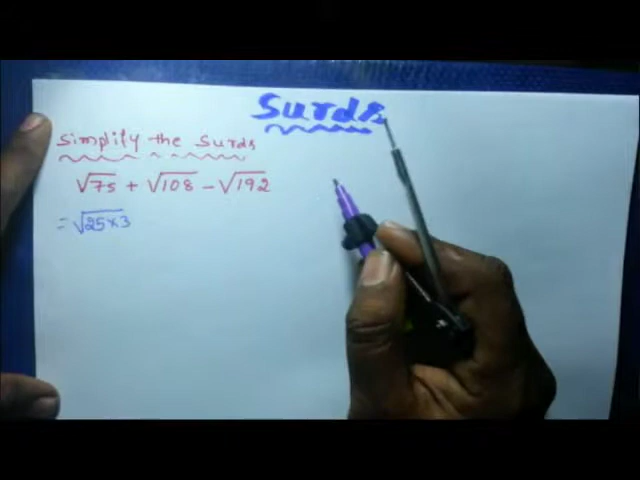 Surds
Simplify the Surds
√75 + √108 - √192
= √25×3